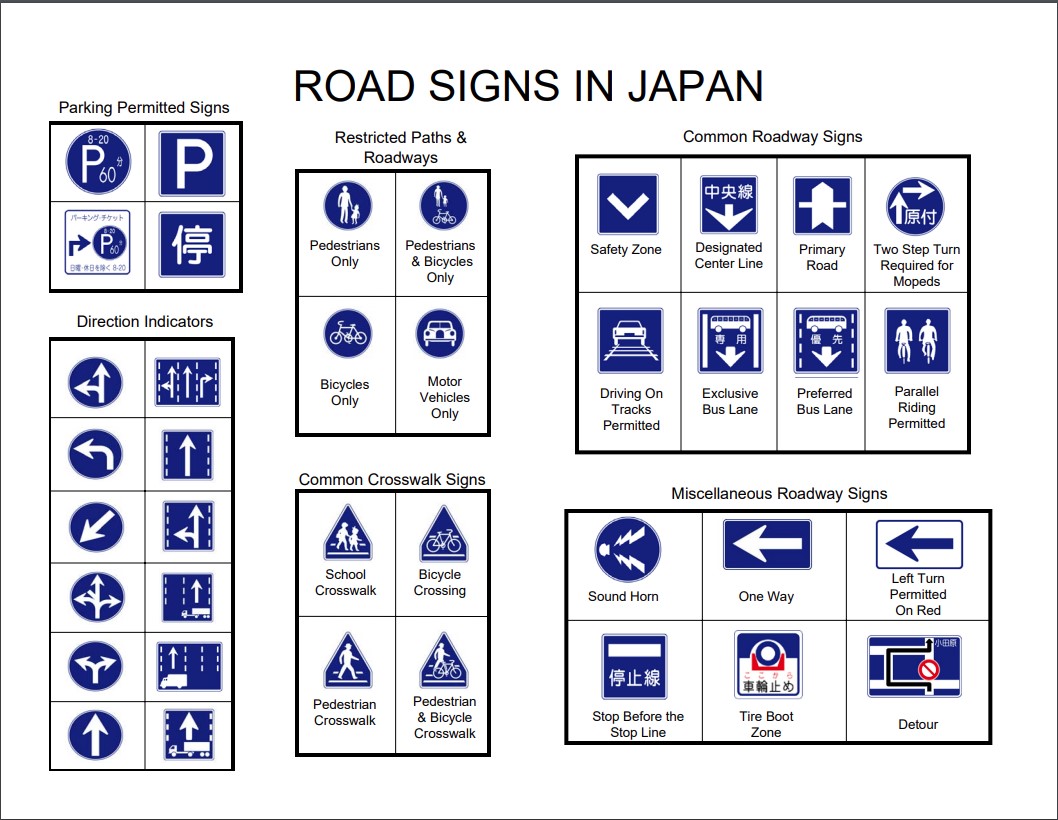 ROAD SIGNS IN JAPAN
Parking Permitted Signs
8-20
P
60分
P
パーキング・チケット
8-20
P
60分
日曜・休日を除く 8-20
停
Direction Indicators
Restricted Paths &
Roadways
Pedestrians
Only
Pedestrians
& Bicycles
Only
Bicycles
Only
Motor
Vehicles
Only
Common Crosswalk Signs
School
Crosswalk
Bicycle
Crossing
Pedestrian
Crosswalk
Pedestrian
& Bicycle
Crosswalk
Common Roadway Signs
Safety Zone
中央線
Designated
Center Line
Primary
Road
原付
Two Step Turn
Required for
Mopeds
Driving On
Tracks
Permitted
専用
Exclusive
Bus Lane
優先
Preferred
Bus Lane
Parallel
Riding
Permitted
Miscellaneous Roadway Signs
Sound Horn
One Way
Left Turn
Permitted
On Red
停止線
Stop Before the
Stop Line
ここから
車輪止め
Tire Boot
Zone
小田原
Detour